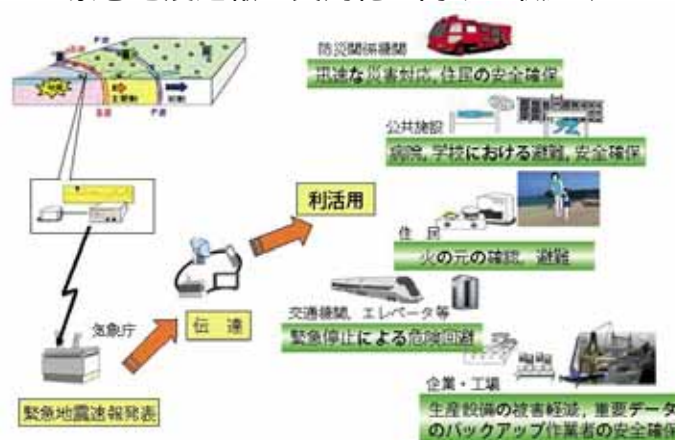 防災関係機関
迅速な災害対応，住民の安全確保
公共施設
病院，学校における避難，安全確保
利活用
住 民
火の元の確認，避難
交通機関，エレベータ等
伝 達
緊急停止による危険回避
気象庁
企業・工場
緊急地震速報発表
生産設備の被害軽減，重要データ
のバックアップ作業者の安全確保